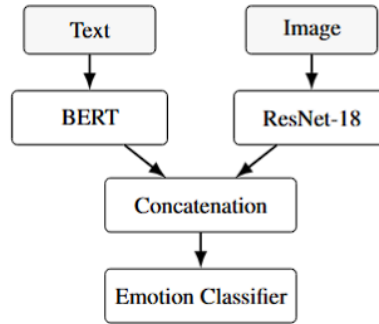 Text
Image
BERT
ResNet-18
Concatenation
Emotion Classifier